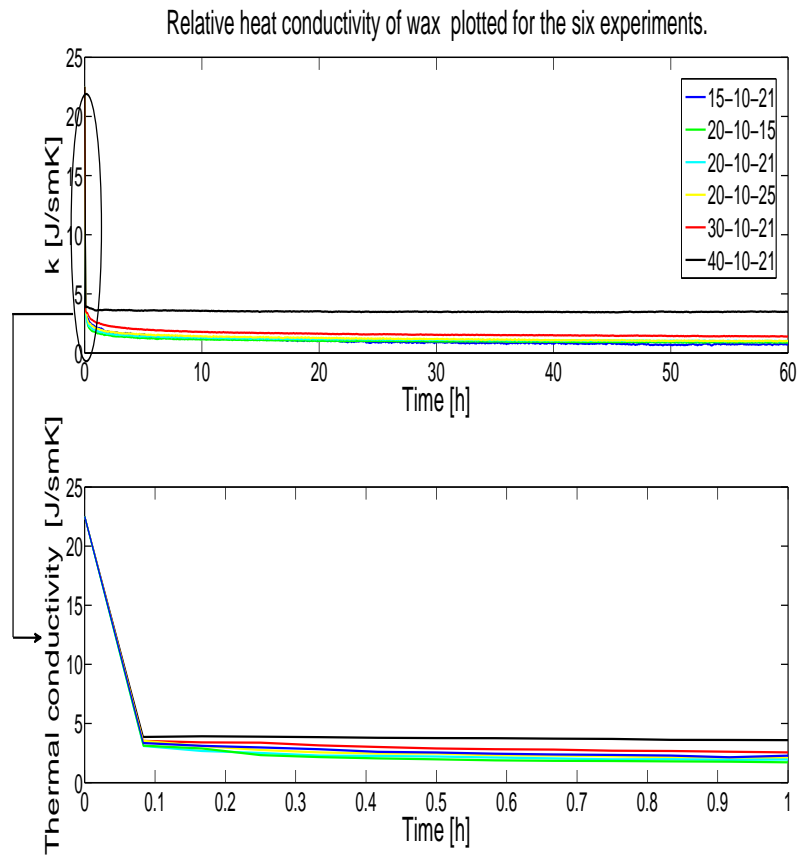 Relative heat conductivity of wax plotted for the six experiments.
k [J/smK]
25
20
15
10
5
0
15-10-21
20-10-15
20-10-21
20-10-25
30-10-21
40-10-21
0 10 20 30 40 50 60
Time [h]
Thermal conductivity [J/smK]
25
20
15
10
5
0
0 0.1 0.2 0.3 0.4 0.5 0.6 0.7 0.8 0.9 1
Time [h]